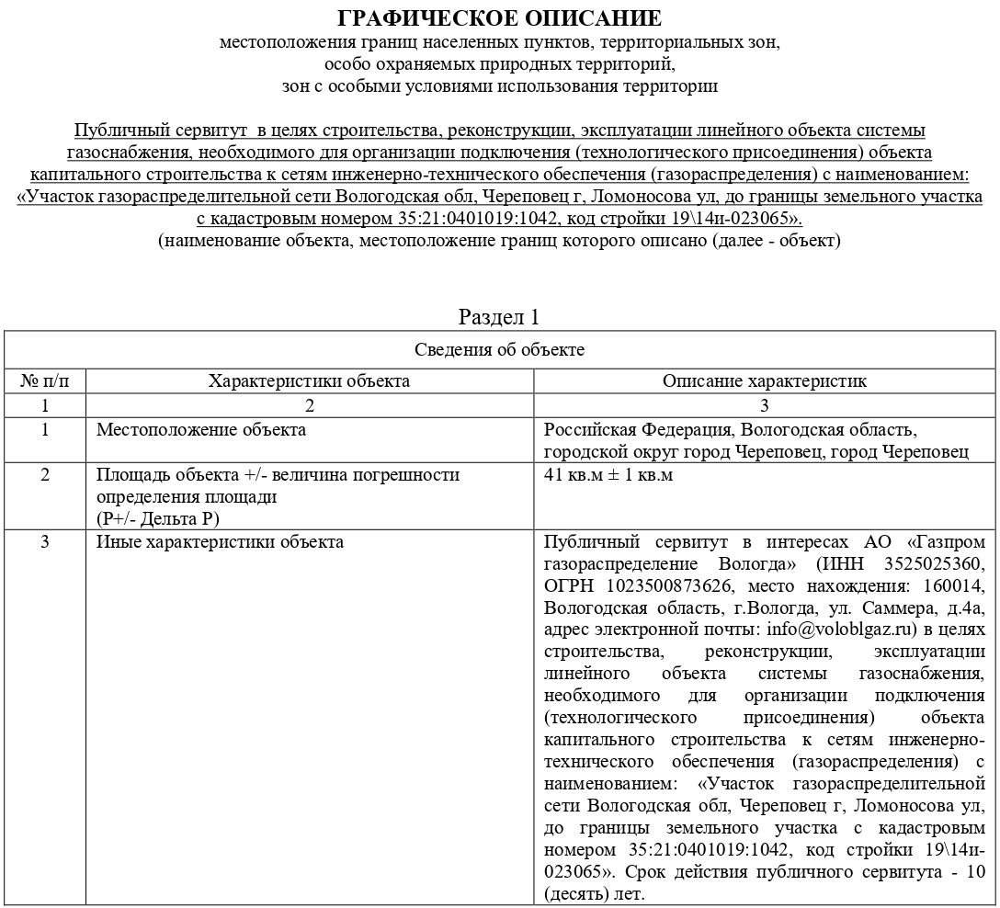 ГРАФИЧЕСКОЕ ОПИСАНИЕ
местоположения границ населенных пунктов, территориальных зон,
особо охраняемых природных территорий,
зон с особыми условиями использования территории
Публичный сервитут в целях строительства, реконструкции, эксплуатации линейного объекта системы
газоснабжения, необходимого для организации подключения (технологического присоединения) объекта
капитального строительства к сетям инженерно-технического обеспечения (газораспределения) с наименованием:
«Участок газораспределительной сети Вологодская обл, Череповец г, Ломоносова ул, до границы земельного участка
с кадастровым номером 35:21:0401019:1042, код стройки 19\14и-023065».
(наименование объекта, местоположение границ которого описано (далее - объект)
Раздел 1
Сведения об объекте
№ п/п Характеристики объекта Описание характеристик
1 2 3
1 Местоположение объекта Российская Федерация, Вологодская область,
городской округ город Череповец, город Череповец
2 Площадь объекта +/- величина погрешности 41 кв.м ± 1 кв.м
определения площади
(P+/- Дельта P)
3 Иные характеристики объекта Публичный сервитут в интересах АО «Газпром
газораспределение Вологда» (ИНН 3525025360,
ОГРН 1023500873626, место нахождения: 160014,
Вологодская область, г.Вологда, ул. Саммера, д.4а,
адрес электронной почты: info@voloblgaz.ru) в целях
строительства, реконструкции, эксплуатации
линейного объекта системы газоснабжения,
необходимого для организации подключения
(технологического присоединения) объекта
капитального строительства к сетям инженерно-
технического обеспечения (газораспределения) с
наименованием: «Участок газораспределительной
сети Вологодская обл, Череповец г, Ломоносова ул,
до границы земельного участка с кадастровым
номером 35:21:0401019:1042, код стройки 19\14и-
023065». Срок действия публичного сервитута - 10
(десять) лет.